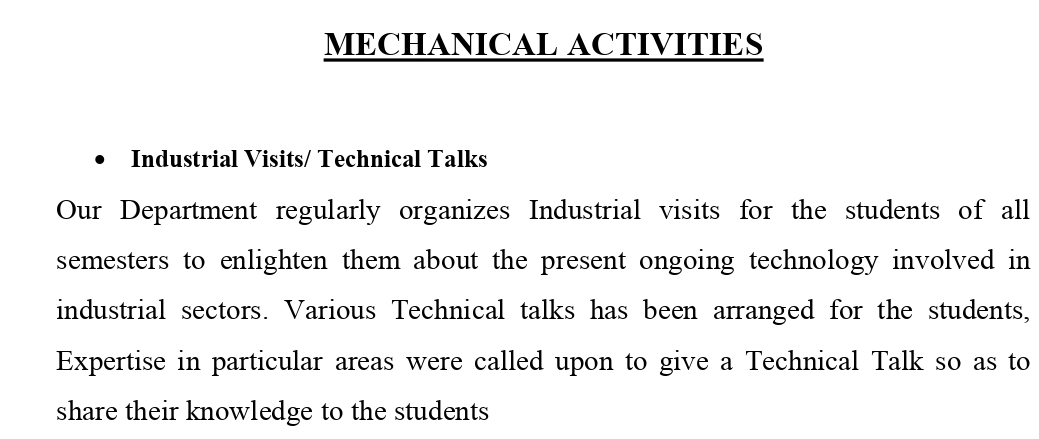 MECHANICAL ACTIVITIES
• Industrial Visits/ Technical Talks
Our Department regularly organizes Industrial visits for the students of all
semesters to enlighten them about the present ongoing technology involved in
industrial sectors. Various Technical talks has been arranged for the students,
Expertise in particular areas were called upon to give a Technical Talk so as to
share their knowledge to the students